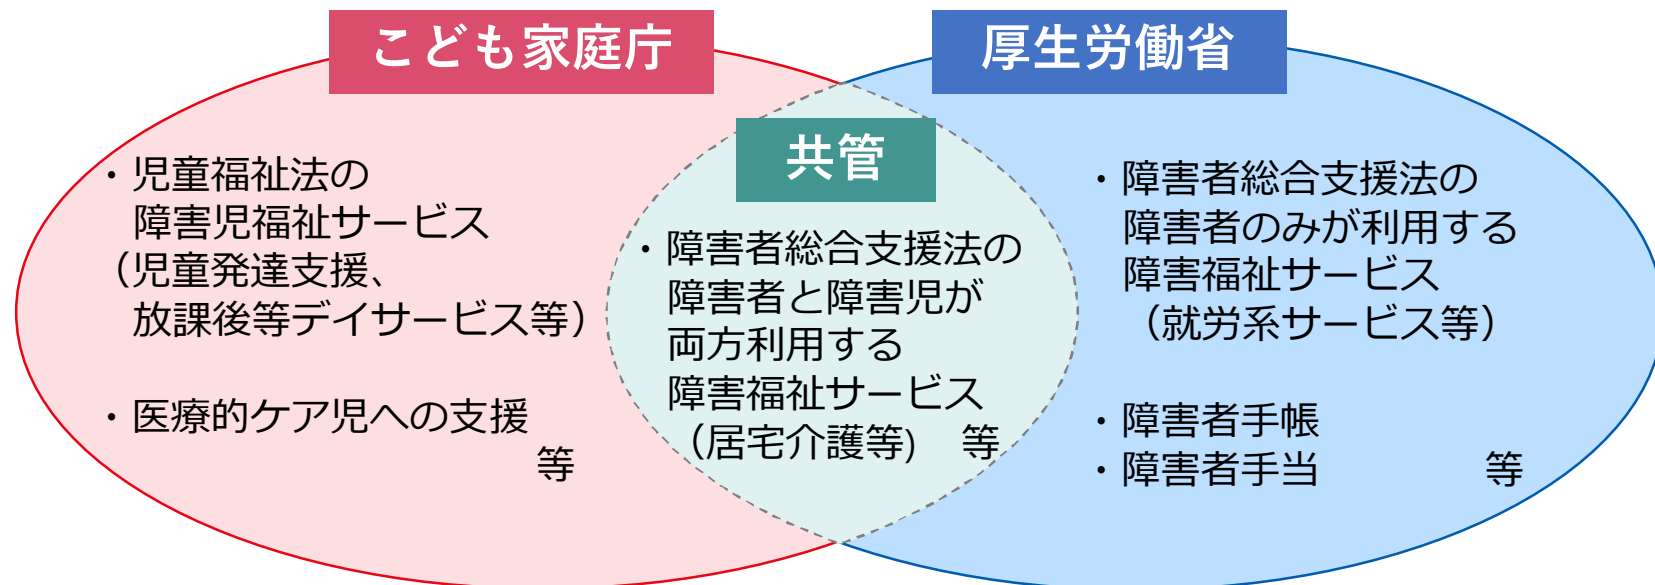 こども家庭庁
・児童福祉法の
障害児福祉サービス
（児童発達支援、
放課後等デイサービス等）
・医療的ケア児への支援
等
共管
・障害者総合支援法の
障害者と障害児が
両方利用する
障害福祉サービス
（居宅介護等)　等
厚生労働省
・障害者総合支援法の
障害者のみが利用する
障害福祉サービス
（就労系サービス等）
・障害者手帳
・障害者手当　等